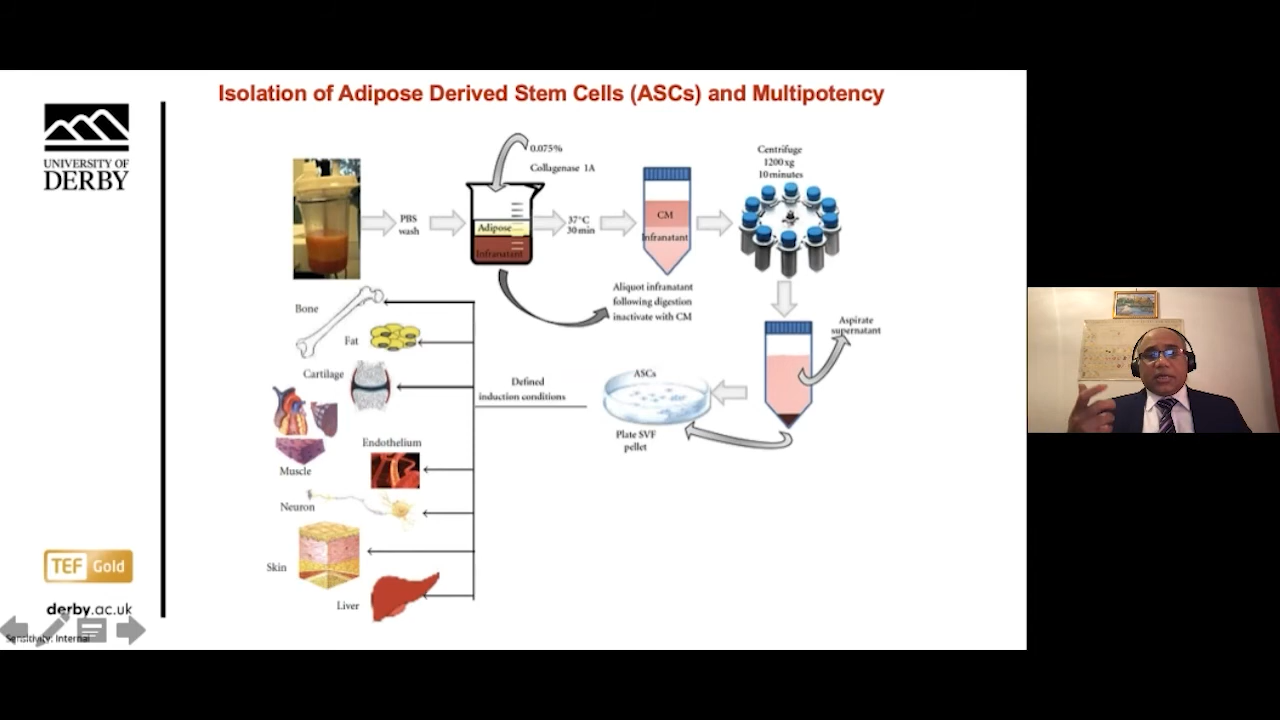 Isolation of Adipose Derived Stem Cells (ASCs) and Multipotency
UNIVERSITY OF
DERBY
0.075%
Collagenase 1A
PBS
wash
Adipose
Infranatant
37°C
30 min
CM
Infranatant
Centrifuge
1200 xg
10 minutes
Aliquot infranatant
following digestion
inactivate with CM
Aspirate
supernatant
ASCs
Plate SVF
pellet
Defined
induction conditions
Bone
Fat
Cartilage
Muscle
Endothelium
Neuron
Skin
Liver
TEF Gold
derby.ac.uk
Sensitivity: Internal